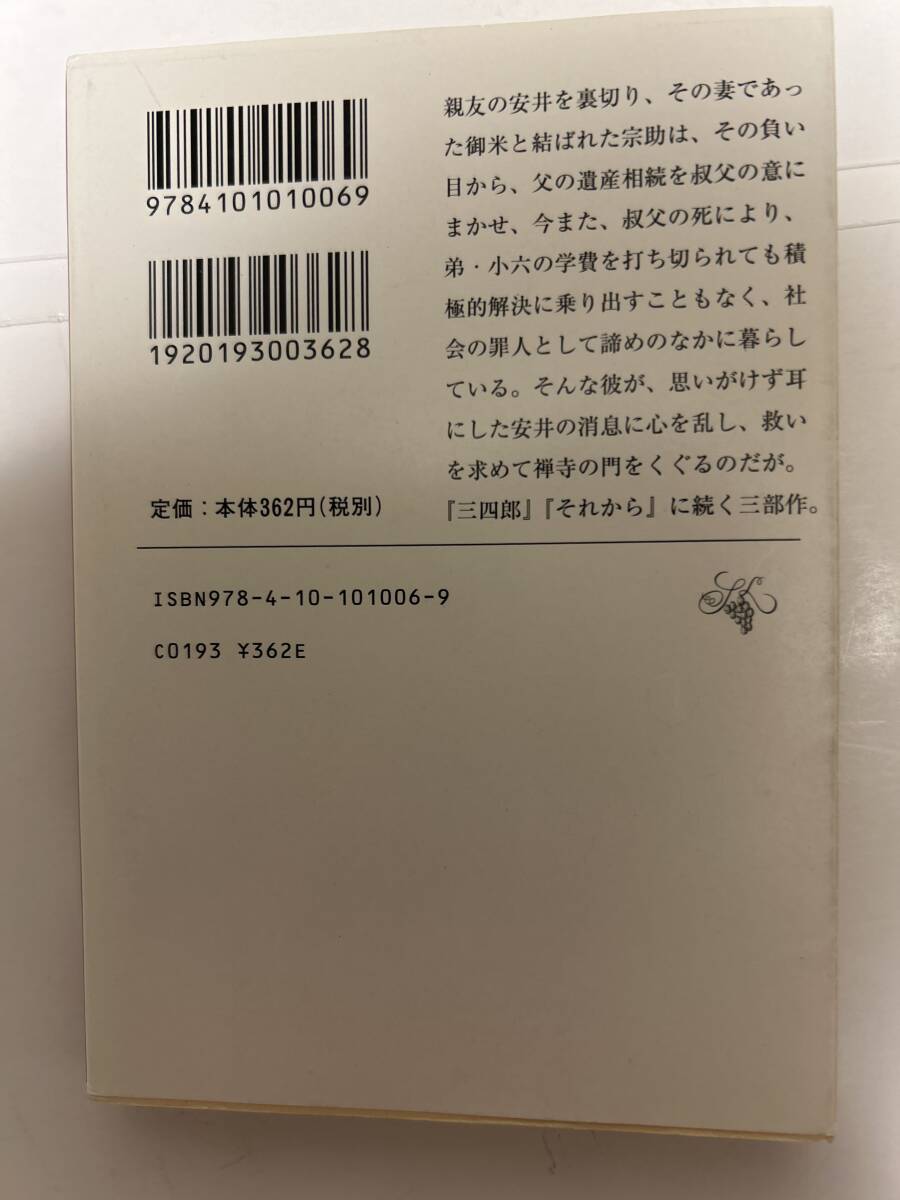 9784101010069
1920193003628
定価：本体362円（税別）
親友の安井を裏切り、その妻であっ
た御米と結ばれた宗助は、その負い
目から、父の遺産相続を叔父の意に
まかせ、今また、叔父の死により、
弟・小六の学費を打ち切られても積
極的解決に乗り出すこともなく、社
会の罪人として諦めのなかに暮らし
ている。そんな彼が、思いがけず耳
にした安井の消息に心を乱し、救い
を求めて禅寺の門をくぐるのだが。
『三四郎』『それから』に続く三部作。
ISBN978-4-10-101006-9
C0193 ¥362E